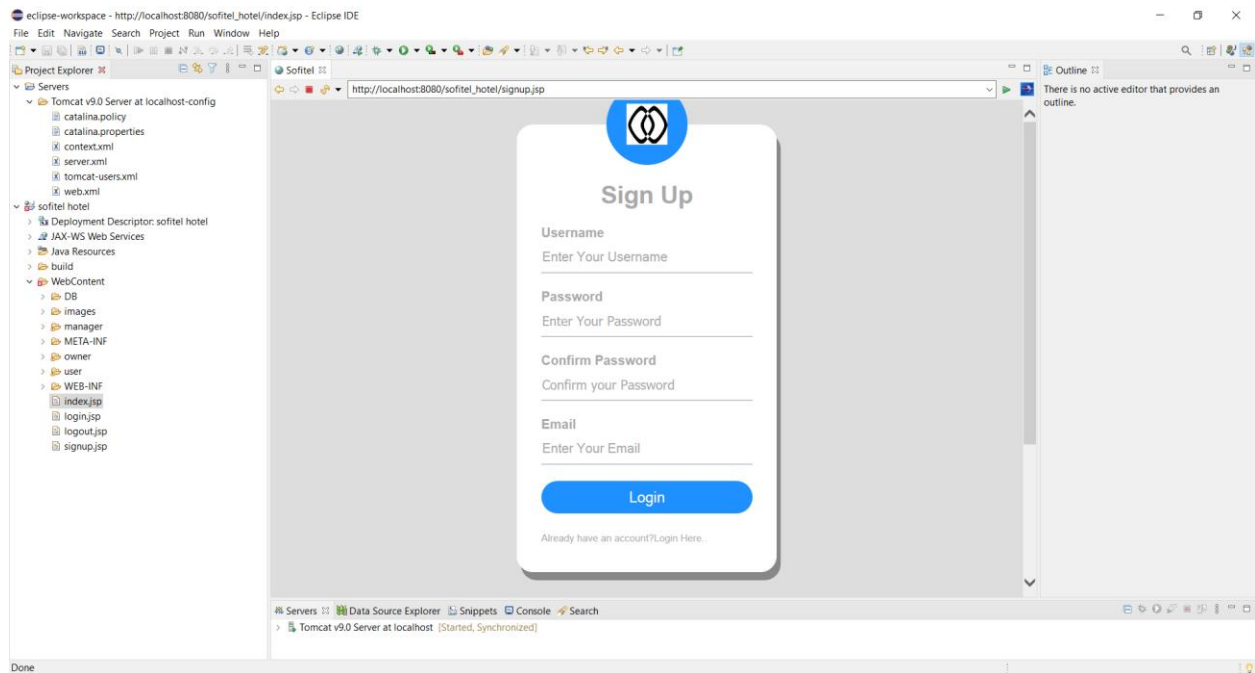 eclipse-workspace - http://localhost:8080/sofitel_hotel/index.jsp - Eclipse IDE
File Edit Navigate Search Project Run Window Help
Project Explorer
Servers
Tomcat v9.0 Server at localhost-config
catalina.policy
catalina.properties
context.xml
server.xml
tomcat-users.xml
web.xml
sofitel hotel
Deployment Descriptor: sofitel hotel
JAX-WS Web Services
Java Resources
build
WebContent
DB
images
manager
META-INF
owner
user
WEB-INF
index.jsp
login.jsp
logout.jsp
signup.jsp
Sofitel
http://localhost:8080/sofitel_hotel/signup.jsp
Sign Up
Username
Enter Your Username
Password
Enter Your Password
Confirm Password
Confirm your Password
Email
Enter Your Email
Login
Already have an account?Login Here..
Outline
There is no active editor that provides an
outline.
Servers Data Source Explorer Snippets Console Search
Tomcat v9.0 Server at localhost [Started, Synchronized]
Done